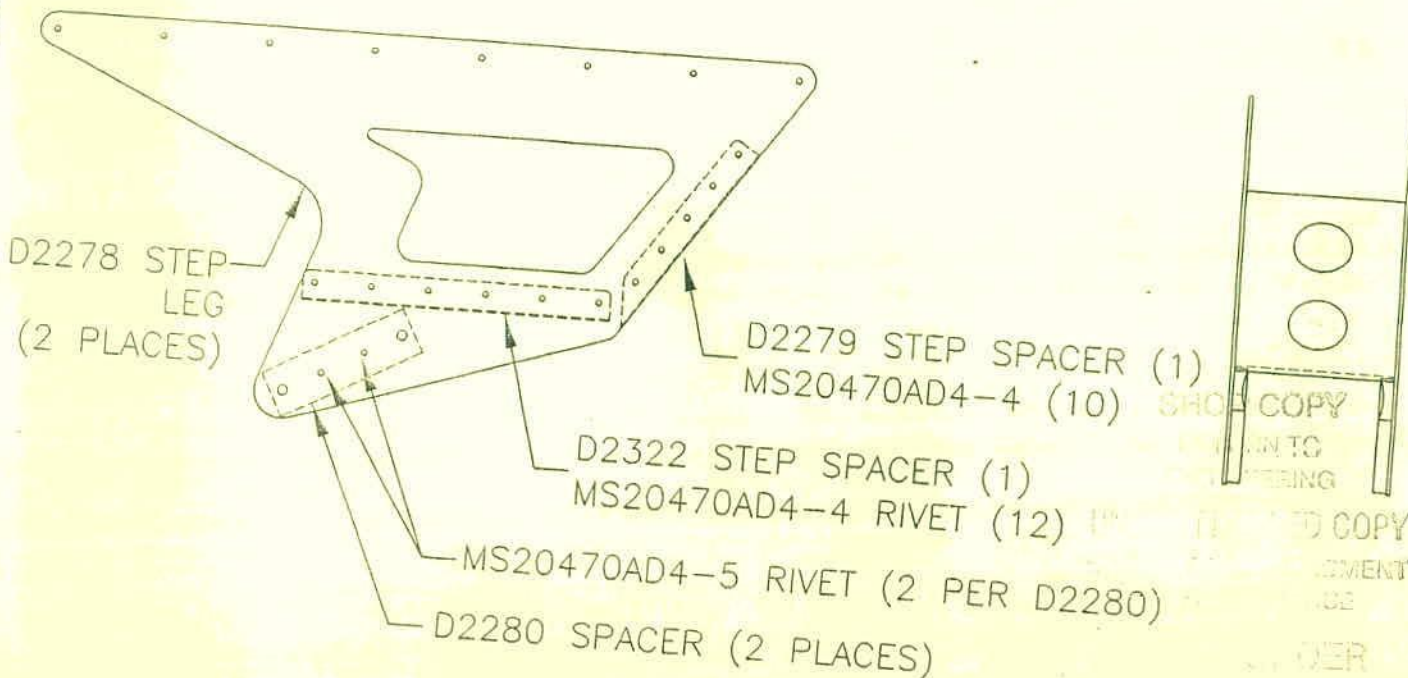 D2278 STEP
LEG
(2 PLACES)
D2279 STEP SPACER (1)
MS20470AD4-4 (10)
D2322 STEP SPACER (1)
MS20470AD4-4 RIVET (12)
MS20470AD4-5 RIVET (2 PER D2280)
D2280 SPACER (2 PLACES)
SHOP COPY
TO
COPY